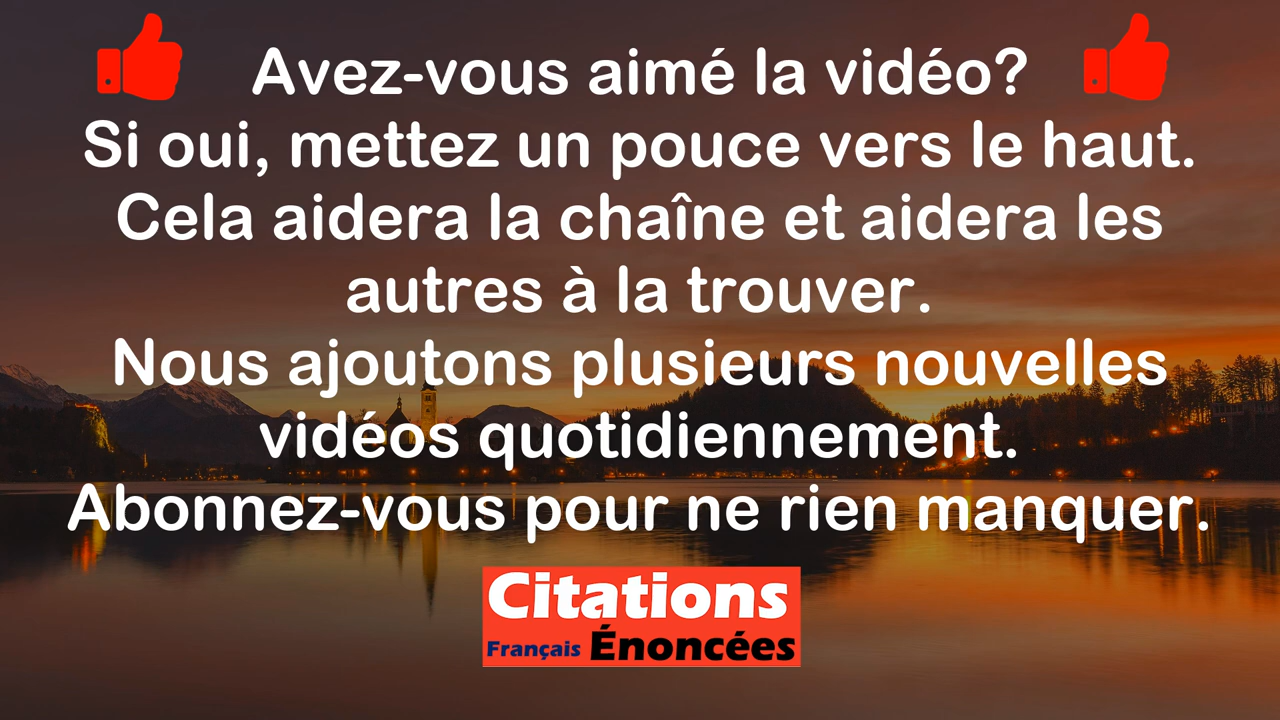 Avez-vous aimé la vidéo?
Si oui, mettez un pouce vers le haut.
Cela aidera la chaîne et aidera les
autres à la trouver.
Nous ajoutons plusieurs nouvelles
vidéos quotidiennement.
Abonnez-vous pour ne rien manquer.
Citations
Français Énoncées